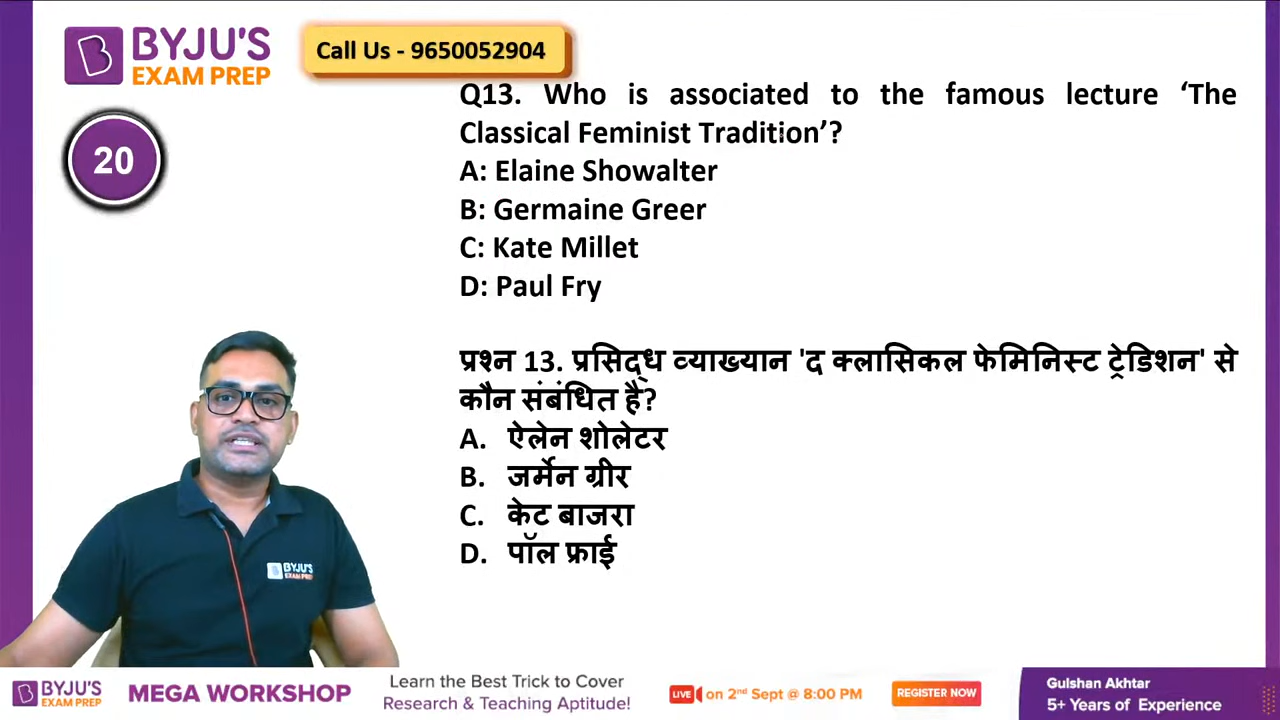 BYJU'S
EXAM PREP
Call Us - 9650052904
20
Q13. Who is associated to the famous lecture ‘The
Classical Feminist Tradition’?
A: Elaine Showalter
B: Germaine Greer
C: Kate Millet
D: Paul Fry
प्रश्न 13. प्रसिद्ध व्याख्यान 'द क्लासिकल फेमिनिस्ट ट्रेडिशन' से
कौन संबंधित है?
A. ऐलेन शोलेटर
B. जर्मेन ग्रीर
C. केट बाजरा
D. पॉल फ्राई
BYJU'S
EXAM PREP
BYJU'S
EXAM PREP
MEGA WORKSHOP
Learn the Best Trick to Cover
Research & Teaching Aptitude!
LIVE on 2nd Sept @ 8:00 PM
REGISTER NOW
Gulshan Akhtar
5+ Years of Experience